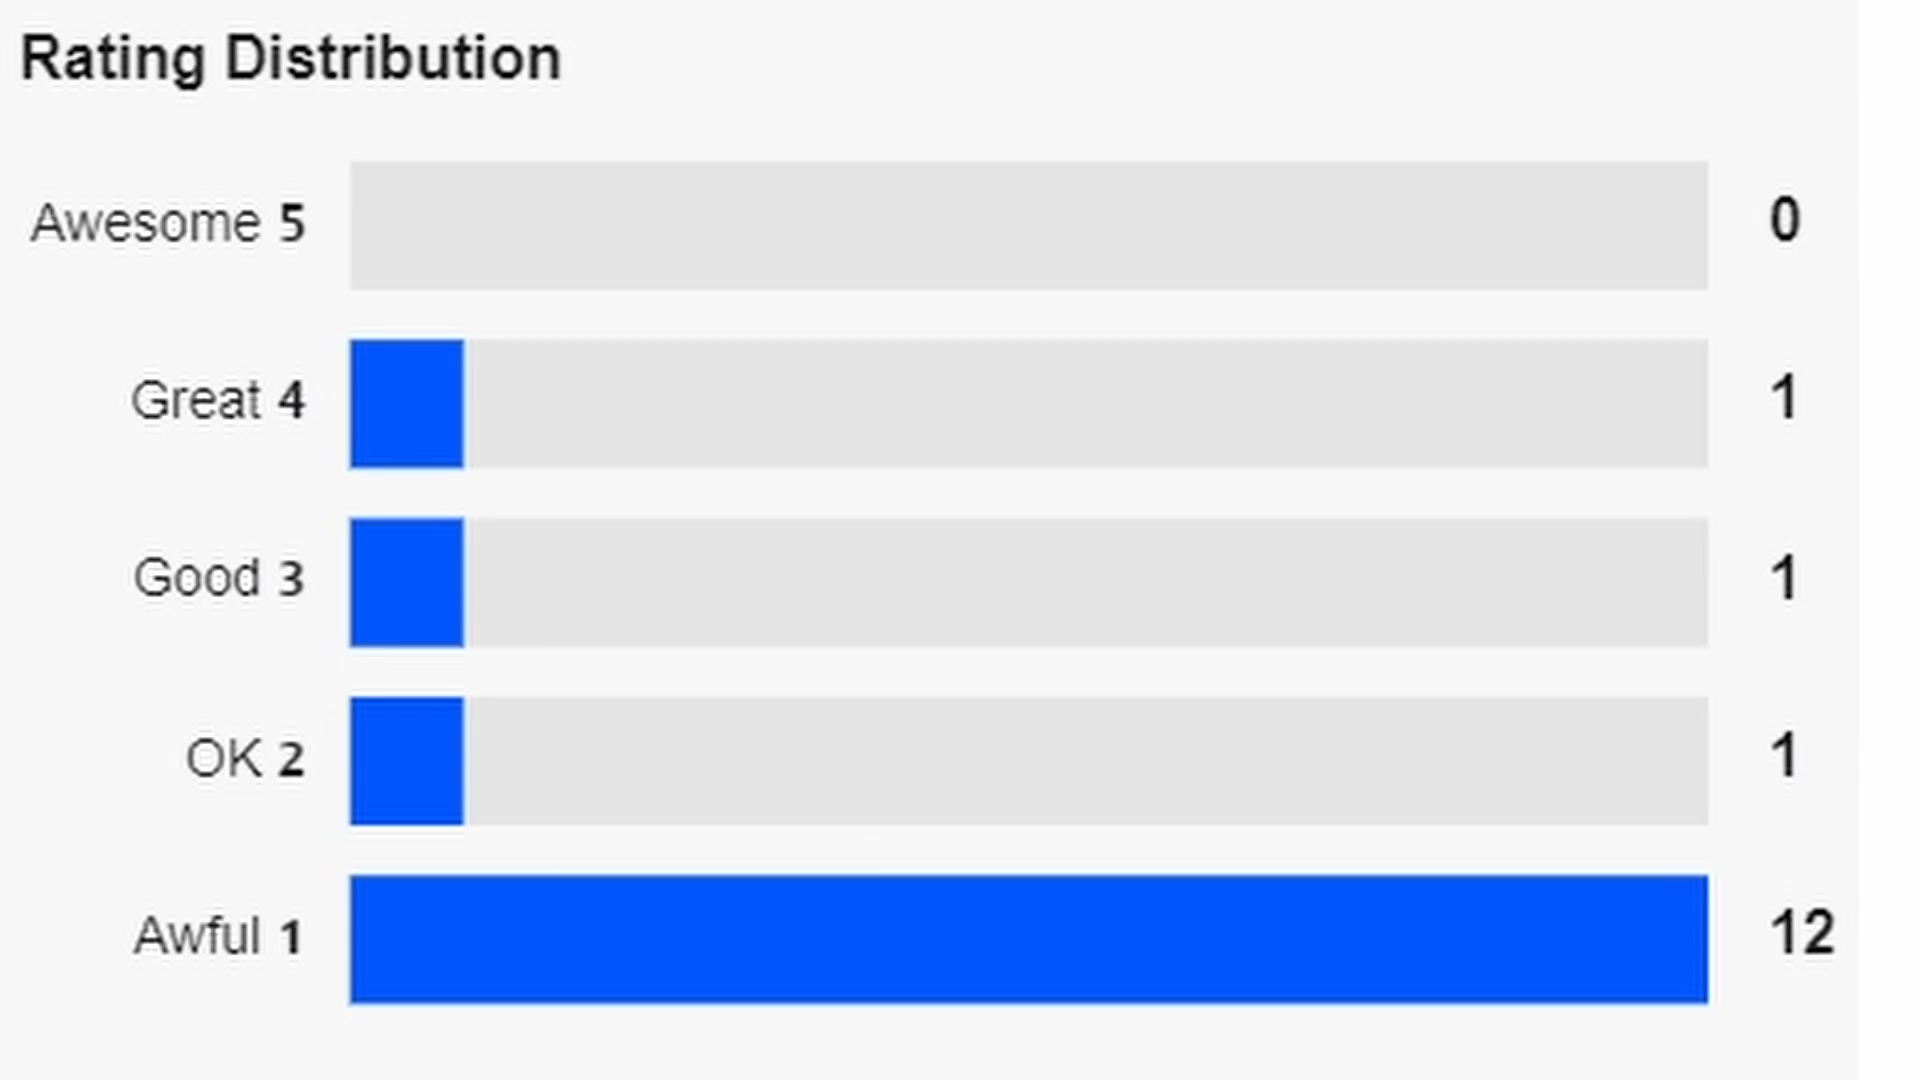 Rating Distribution
Awesome 5 0
Great 4 1
Good 3 1
OK 2 1
Awful 1 12